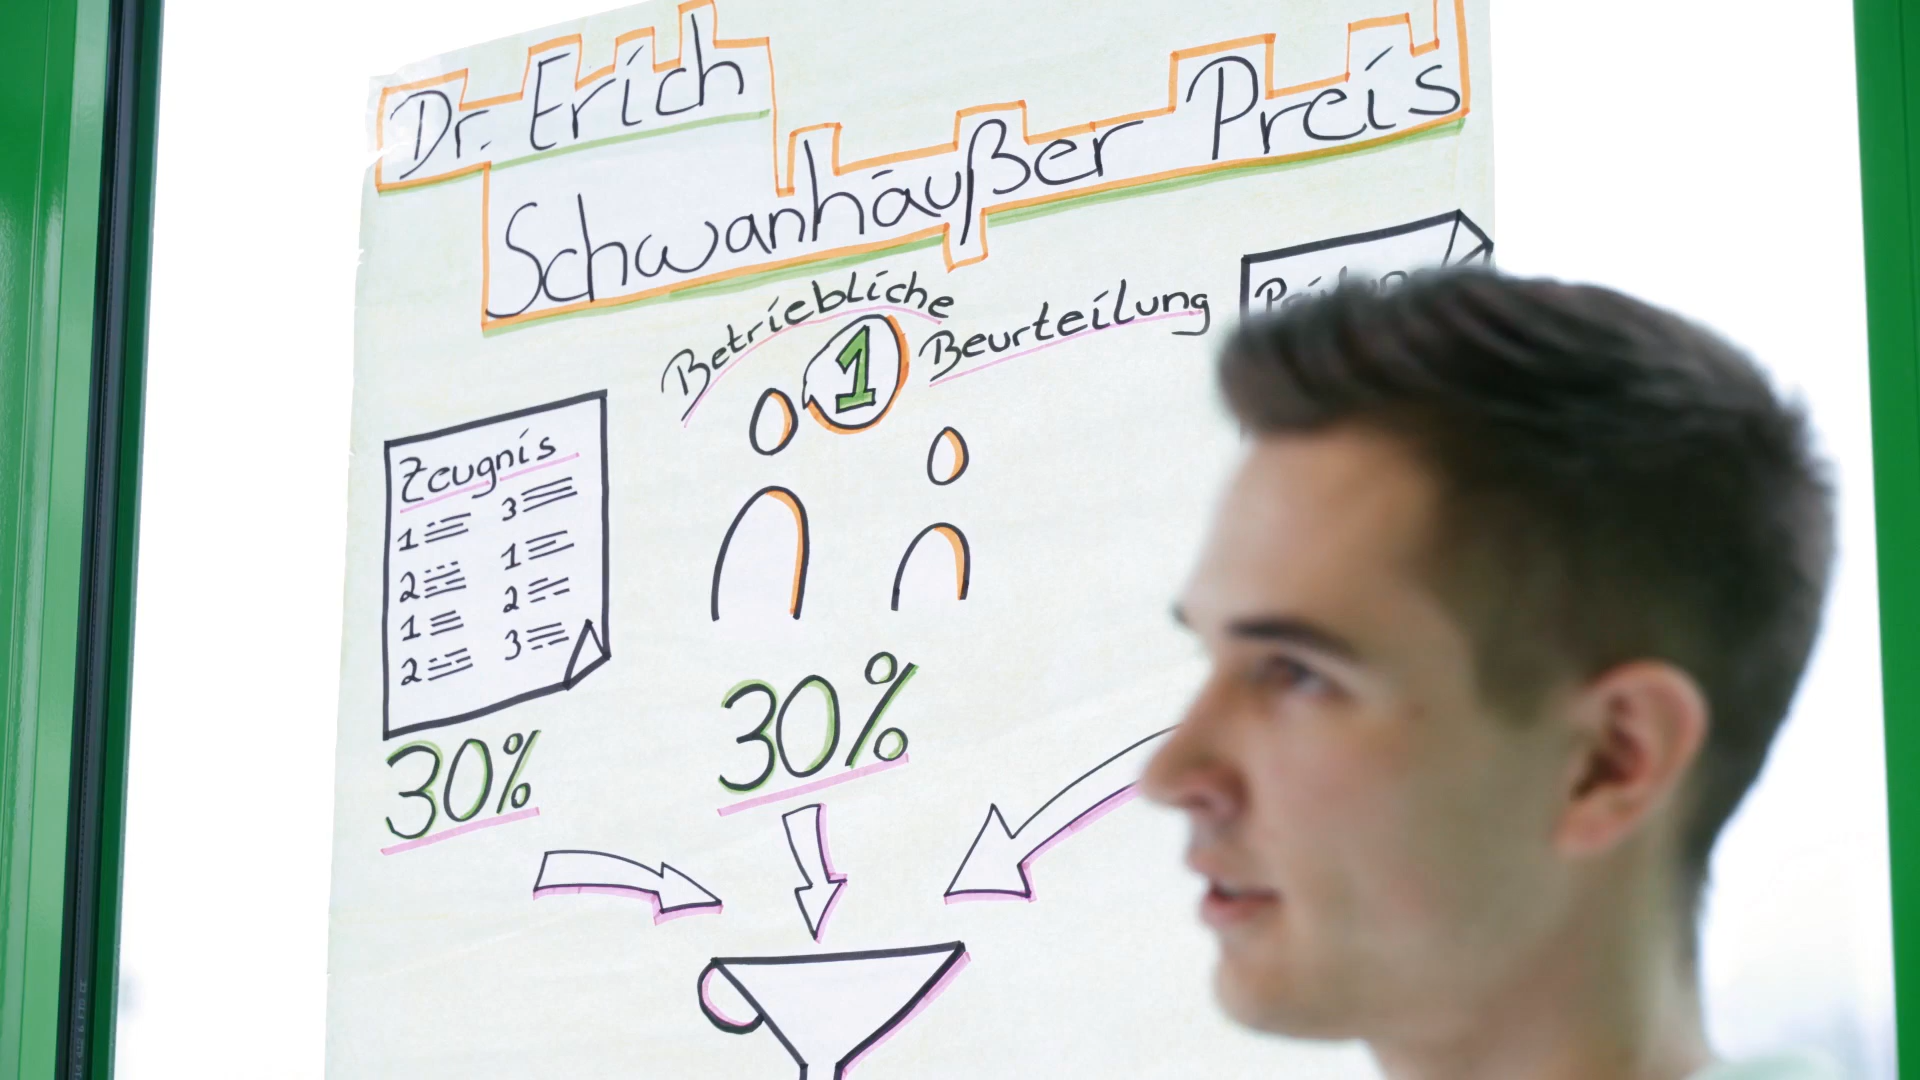 Dr. Erich
Schwanhäußer Preis
Betriebliche
1
Beurteilung
Zeugnis
1
3
2
1
1
2
2
3
30%
30%